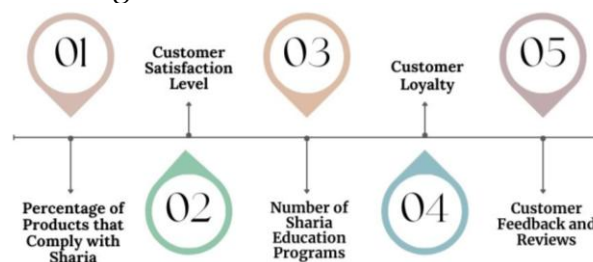 01
Percentage of
Products that
Comply with
Sharia
Customer
Satisfaction
Level
02
03
Number of
Sharia
Education
Programs
Customer
Loyalty
04
05
Customer
Feedback and
Reviews